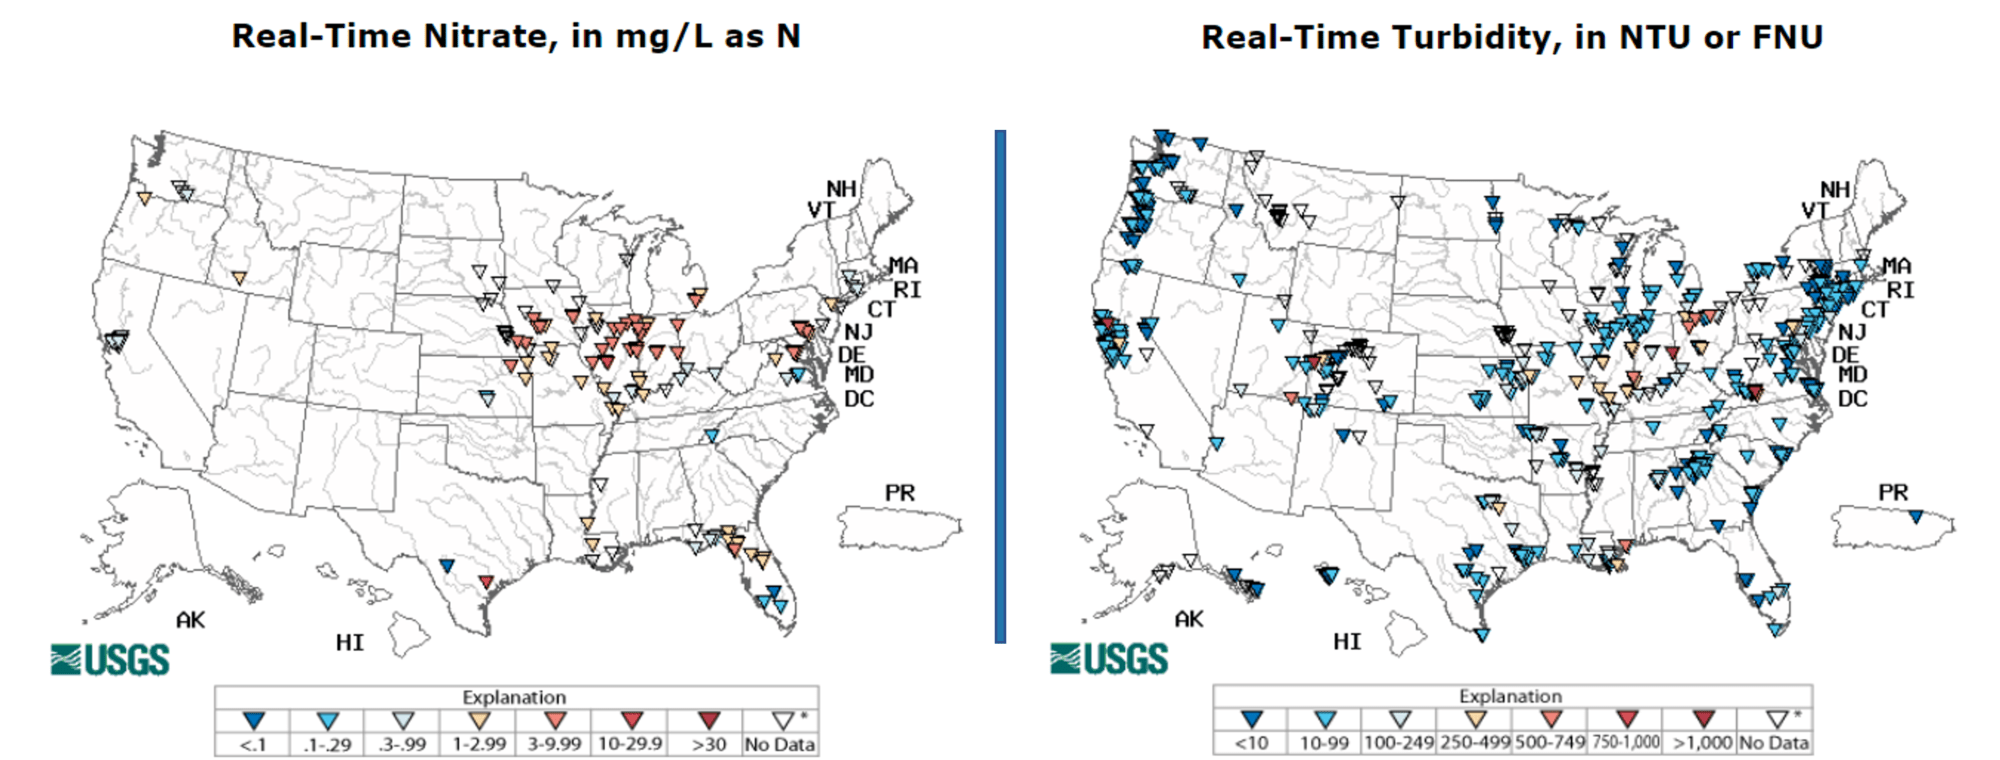 Real-Time Nitrate, in mg/L as N
NH
VT
MA
RI
CT
NJ
DE
MD
DC
PR
AK
HI
USGS
Explanation
*
<.1 .1-.29 .3-.99 1-2.99 3-9.99 10-29.9 >30 No Data
Real-Time Turbidity, in NTU or FNU
NH
VT
MA
RI
CT
NJ
DE
MD
DC
PR
AK
HI
USGS
Explanation
*
<10 10-99 100-249 250-499 500-749 750-1,000 >1,000 No Data